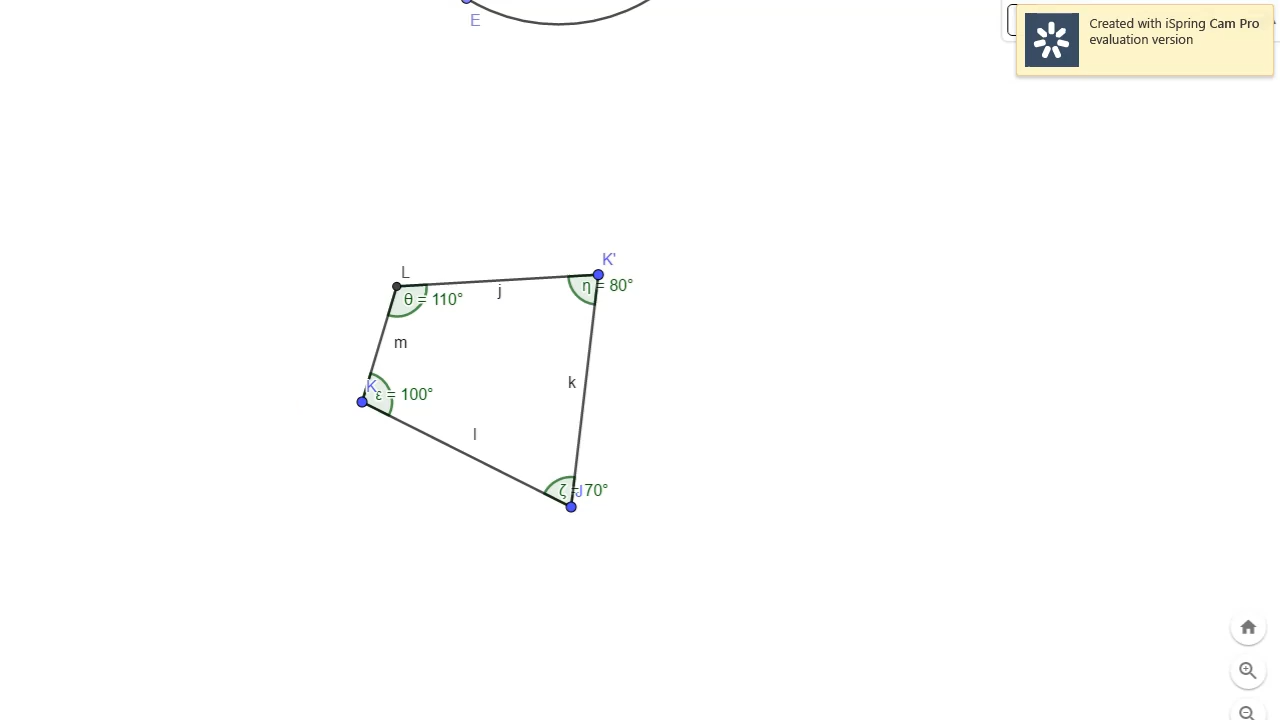 E
Created with iSpring Cam Pro
evaluation version
K'
L
θ = 110°
j
η = 80°
m
k
K
ε = 100°
l
ζ = 70°
J